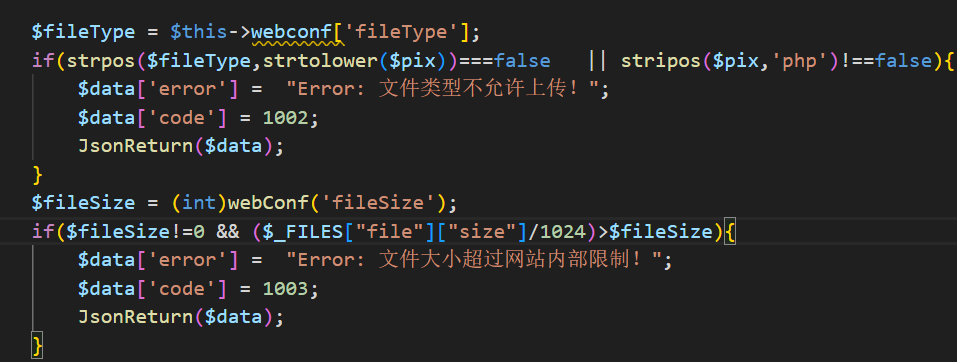 $fileType = $this->webconf['fileType'];
if(strpos($fileType,strtolower($pix))===false   || stripos($pix,'php')!==false){
    $data['error'] =  "Error: 文件类型不允许上传！";
    $data['code'] = 1002;
    JsonReturn($data);
}
$fileSize = (int)webConf('fileSize');
if($fileSize!=0 && ($_FILES["file"]["size"]/1024)>$fileSize){
    $data['error'] =  "Error: 文件大小超过网站内部限制！";
    $data['code'] = 1003;
    JsonReturn($data);
}